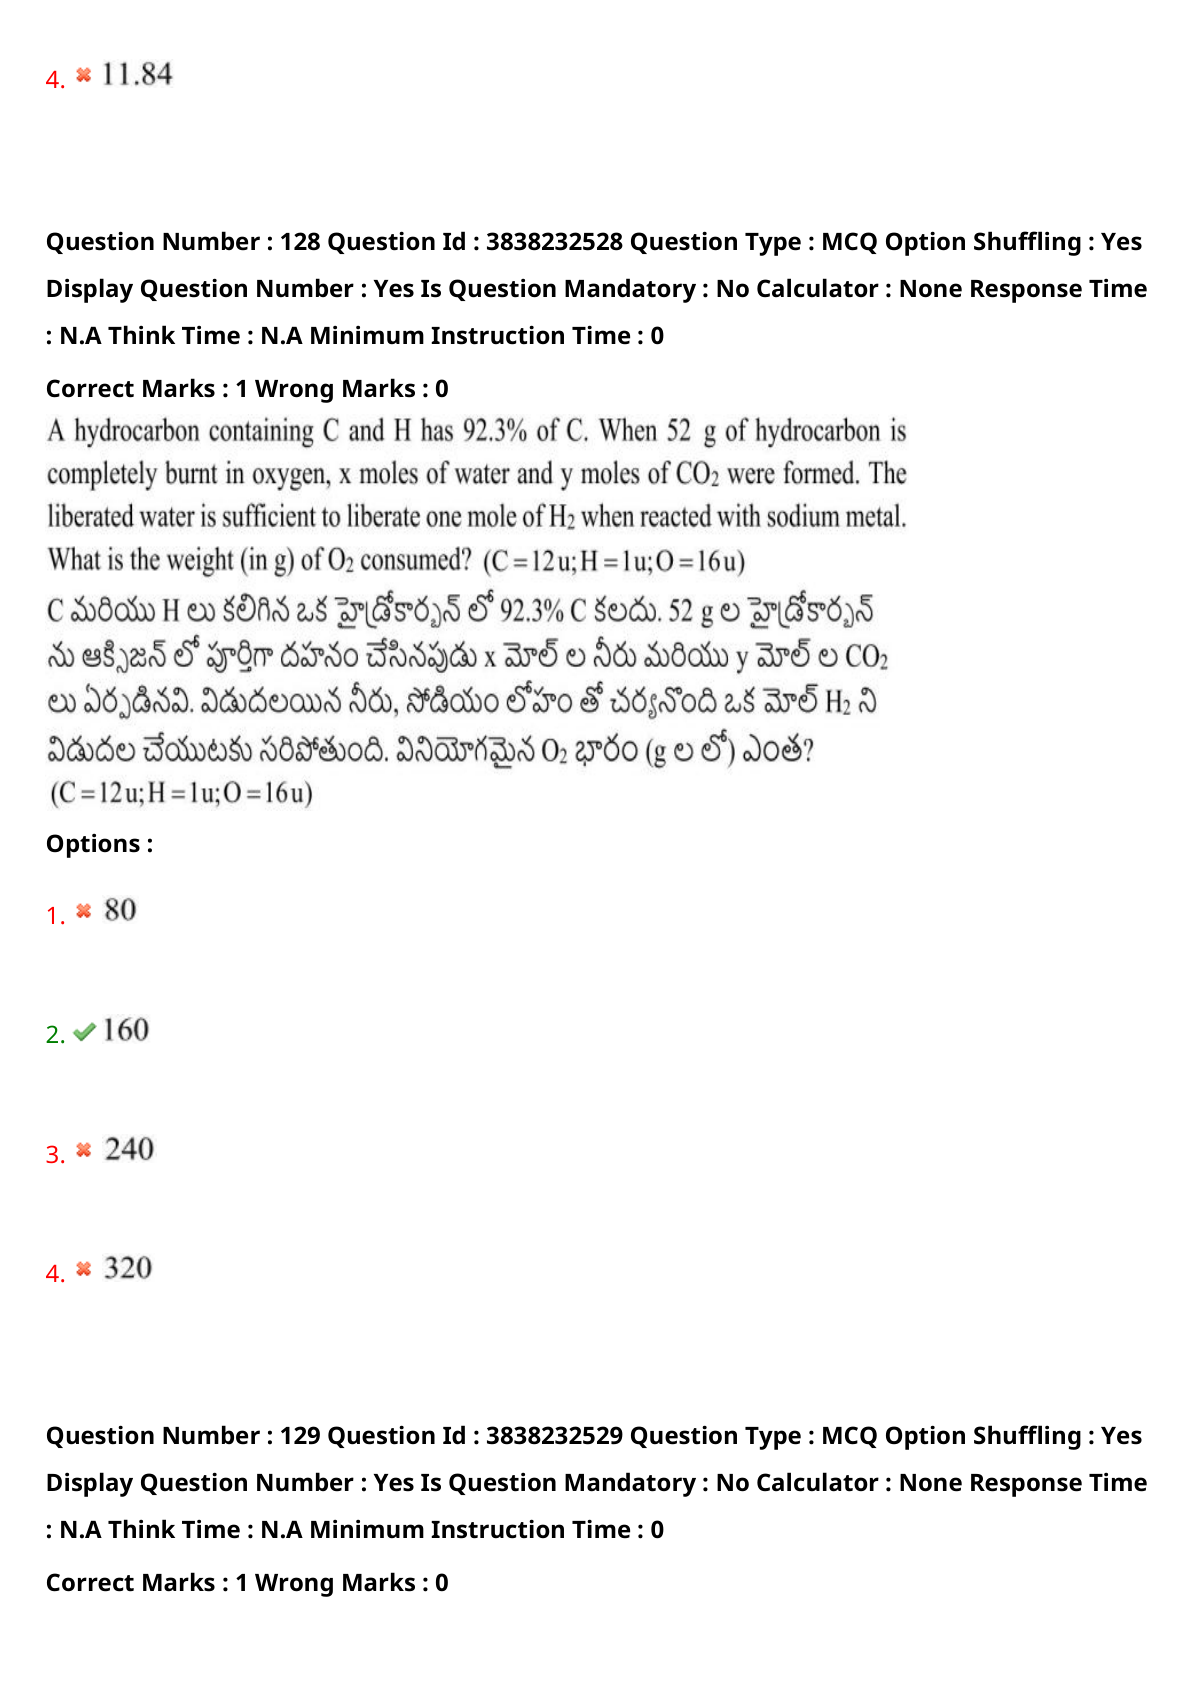 4. 11.84
Question Number : 128 Question Id : 3838232528 Question Type : MCQ Option Shuffling : Yes
Display Question Number : Yes Is Question Mandatory : No Calculator : None Response Time
: N.A Think Time : N.A Minimum Instruction Time : 0
Correct Marks : 1 Wrong Marks : 0
A hydrocarbon containing C and H has 92.3% of C. When 52 g of hydrocarbon is
completely burnt in oxygen, x moles of water and y moles of CO₂ were formed. The
liberated water is sufficient to liberate one mole of H₂ when reacted with sodium metal.
What is the weight (in g) of O₂ consumed? (C=12u;H=1u;O=16u)
C మరియు H లు కలిగిన ఒక హైడ్రోకార్బన్ లో 92.3% C కలదు. 52 g ల హైడ్రోకార్బన్
ను ఆక్సిజన్ లో పూర్తిగా దహనం చేసినపుడు x మోల్ ల నీరు మరియు y మోల్ ల CO₂
లు ఏర్పడినవి. విడుదలయిన నీరు, సోడియం లోహం తో చర్యనొంది ఒక మోల్ H₂ ని
విడుదల చేయుటకు సరిపోతుంది. వినియోగమైన O₂ భారం (g ల లో) ఎంత?
(C=12u;H=1u;O=16u)
Options :
1. 80
2. 160
3. 240
4. 320
Question Number : 129 Question Id : 3838232529 Question Type : MCQ Option Shuffling : Yes
Display Question Number : Yes Is Question Mandatory : No Calculator : None Response Time
: N.A Think Time : N.A Minimum Instruction Time : 0
Correct Marks : 1 Wrong Marks : 0